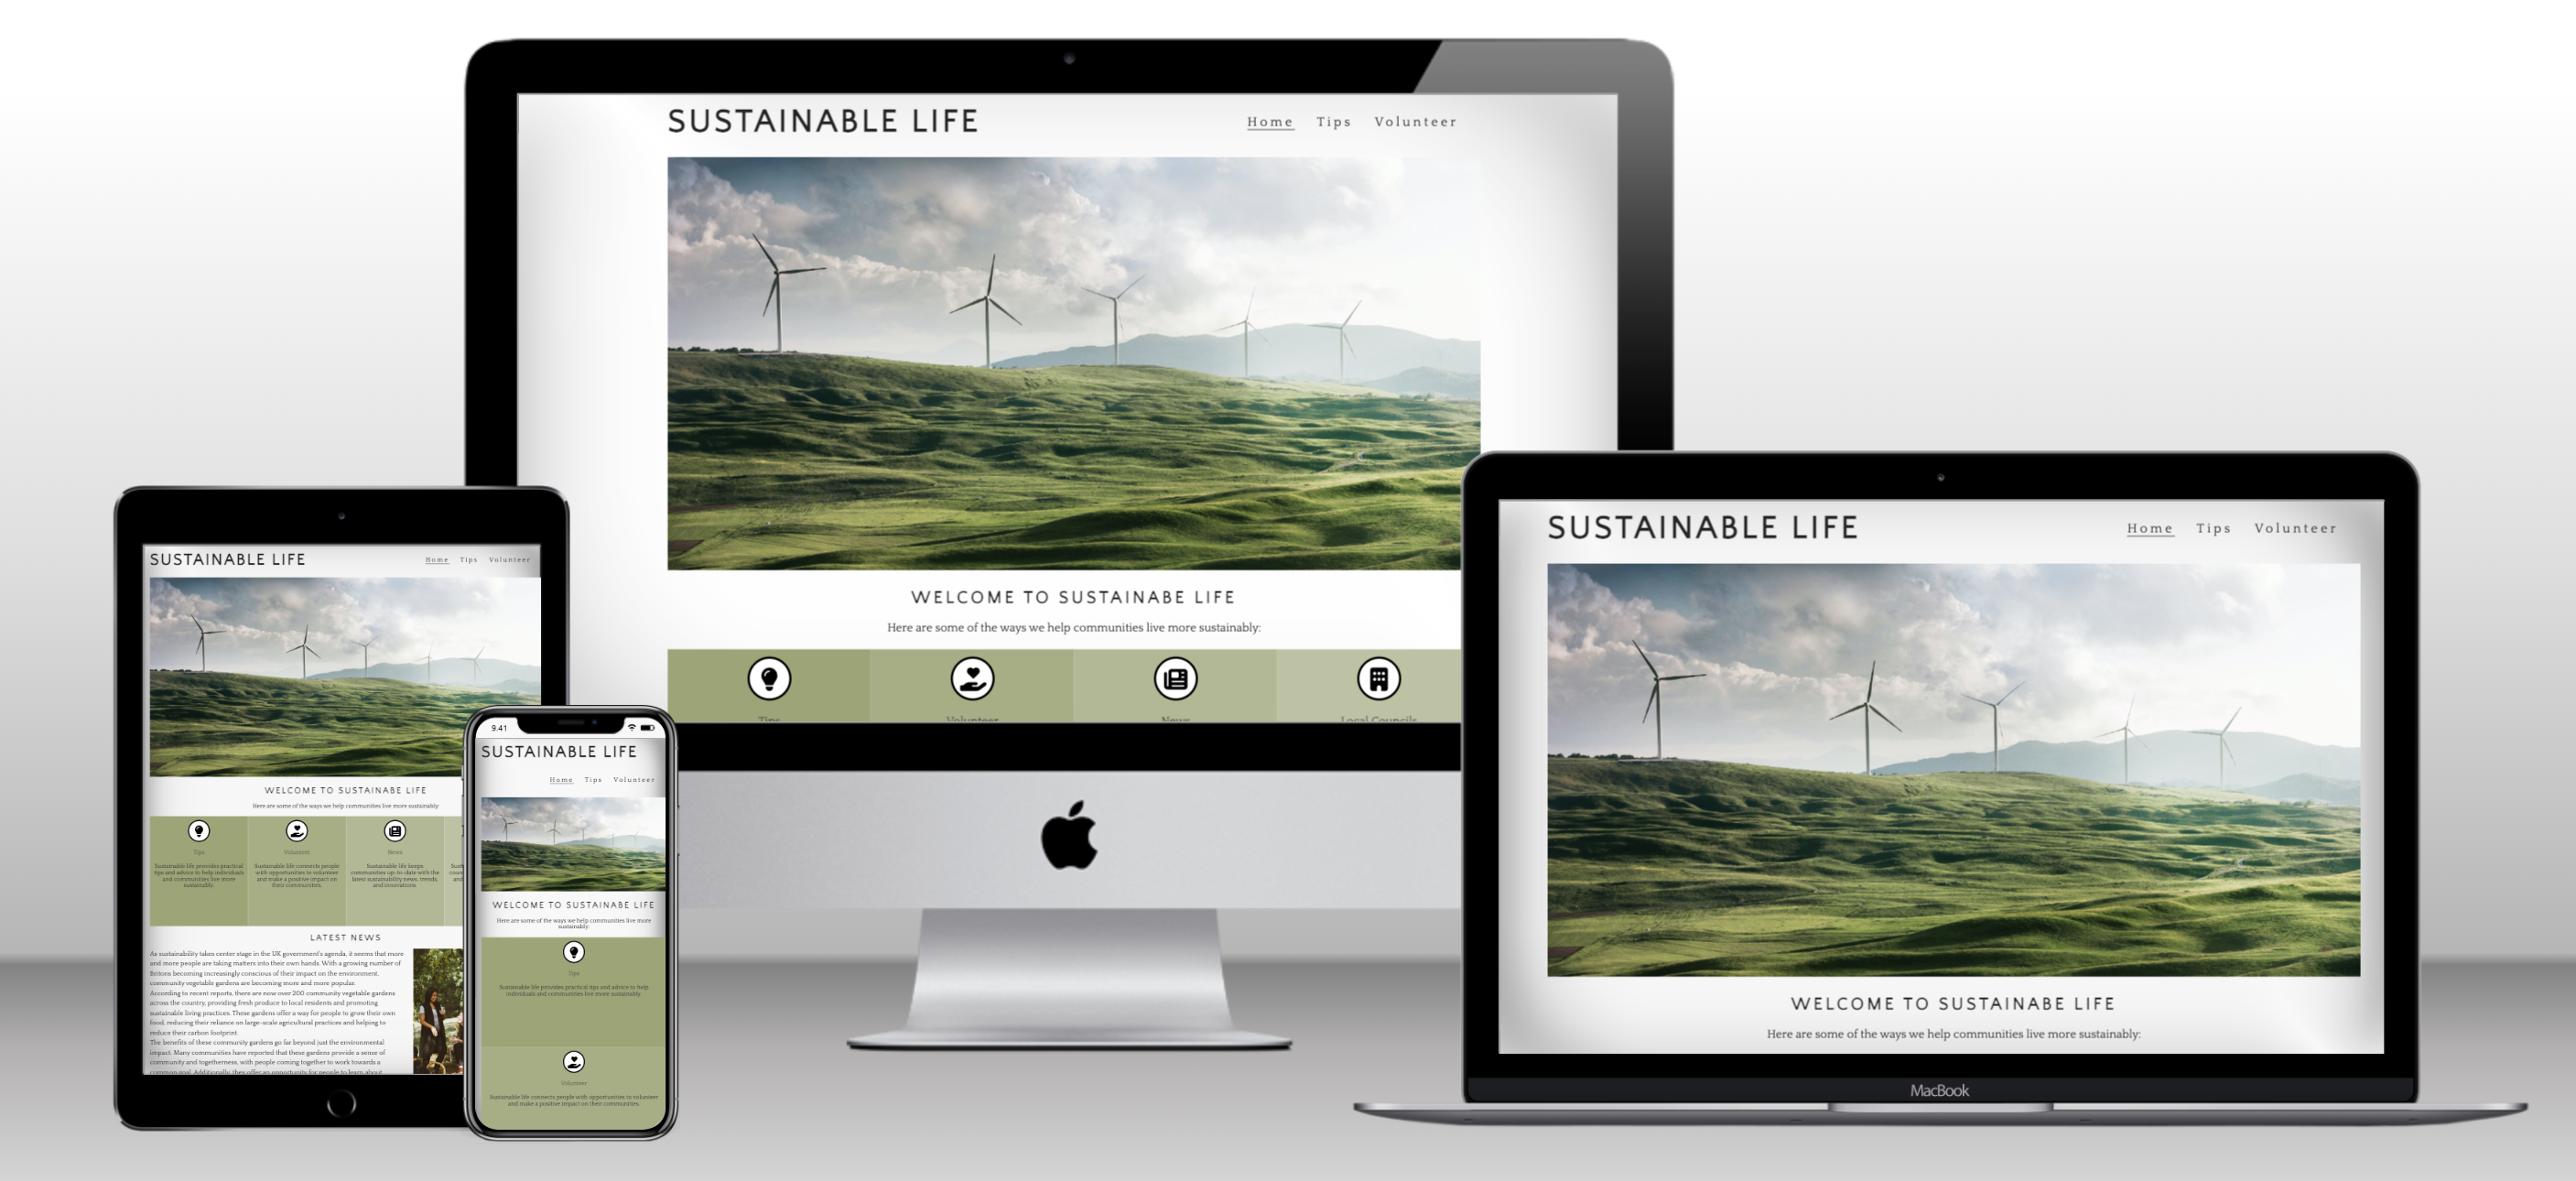 SUSTAINABLE LIFE
Home Tips Volunteer
WELCOME TO SUSTAINABE LIFE
Here are some of the ways we help communities live more sustainably:
Tips Volunteer News Local Councils
SUSTAINABLE LIFE
Home Tips Volunteer
WELCOME TO SUSTAINABE LIFE
Here are some of the ways we help communities live more sustainably:
Tips Volunteer News
Sustainable life provides practical
tips and advice to help individuals
and communities live more
sustainably.
Sustainable life connects people
with opportunities to volunteer
and make a positive impact on
their communities.
Sustainable life keeps
communities up-to-date with the
latest sustainability news, trends,
and innovations.
LATEST NEWS
As sustainability takes center stage in the UK government's agenda, it seems that more
and more people are taking matters into their own hands. With a growing number of
Britons becoming increasingly conscious of their impact on the environment,
community vegetable gardens are becoming more and more popular.
According to recent reports, there are now over 200 community vegetable gardens
across the country, providing fresh produce to local residents and promoting
sustainable living practices. These gardens offer a way for people to grow their own
food, reducing their reliance on large-scale agricultural practices and helping to
reduce their carbon footprint.
The benefits of these community gardens go far beyond just the environmental
impact. Many communities have reported that these gardens provide a sense of
community and togetherness, with people coming together to work towards a
common goal. Additionally, they offer an opportunity for people to learn about
9:41
SUSTAINABLE LIFE
Home Tips Volunteer
WELCOME TO SUSTAINABE LIFE
Here are some of the ways we help communities live more
sustainably:
Tips
Sustainable life provides practical tips and advice to help
individuals and communities live more sustainably.
Volunteer
Sustainable life connects people with opportunities to volunteer
and make a positive impact on their communities.
SUSTAINABLE LIFE
Home Tips Volunteer
WELCOME TO SUSTAINABE LIFE
Here are some of the ways we help communities live more sustainably:
MacBook